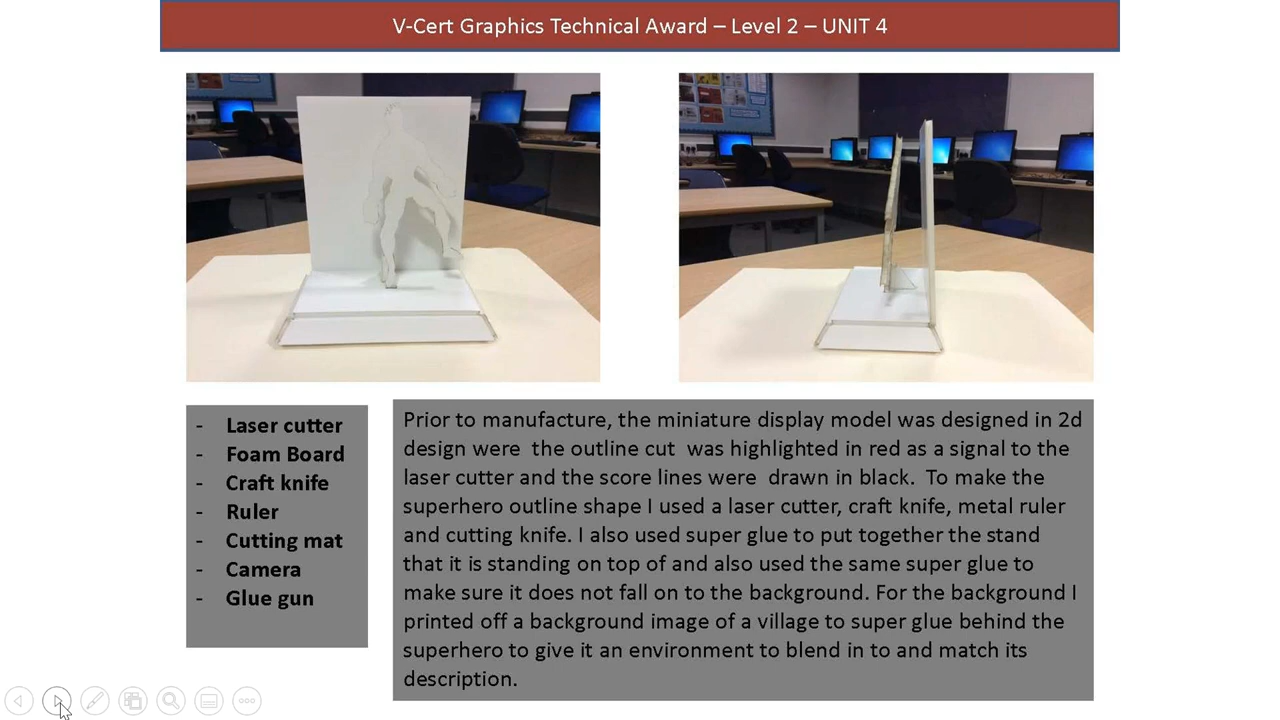 V-Cert Graphics Technical Award – Level 2 – UNIT 4
- Laser cutter
- Foam Board
- Craft knife
- Ruler
- Cutting mat
- Camera
- Glue gun
Prior to manufacture, the miniature display model was designed in 2d
design were the outline cut was highlighted in red as a signal to the
laser cutter and the score lines were drawn in black. To make the
superhero outline shape I used a laser cutter, craft knife, metal ruler
and cutting knife. I also used super glue to put together the stand
that it is standing on top of and also used the same super glue to
make sure it does not fall on to the background. For the background I
printed off a background image of a village to super glue behind the
superhero to give it an environment to blend in to and match its
description.